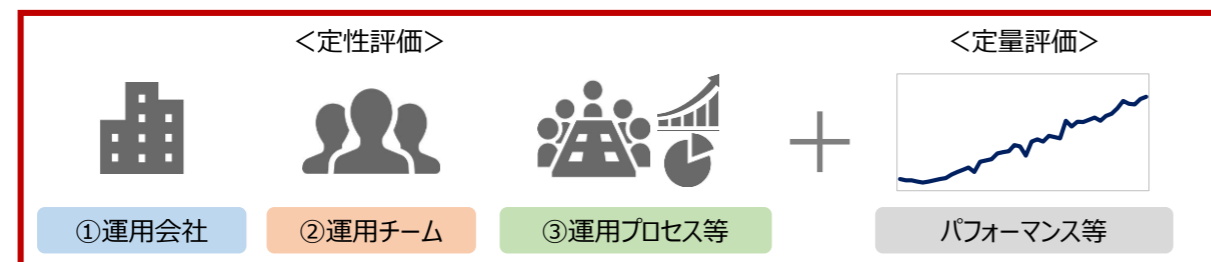 ＜定性評価＞
＜定量評価＞
①運用会社
②運用チーム
③運用プロセス等
パフォーマンス等